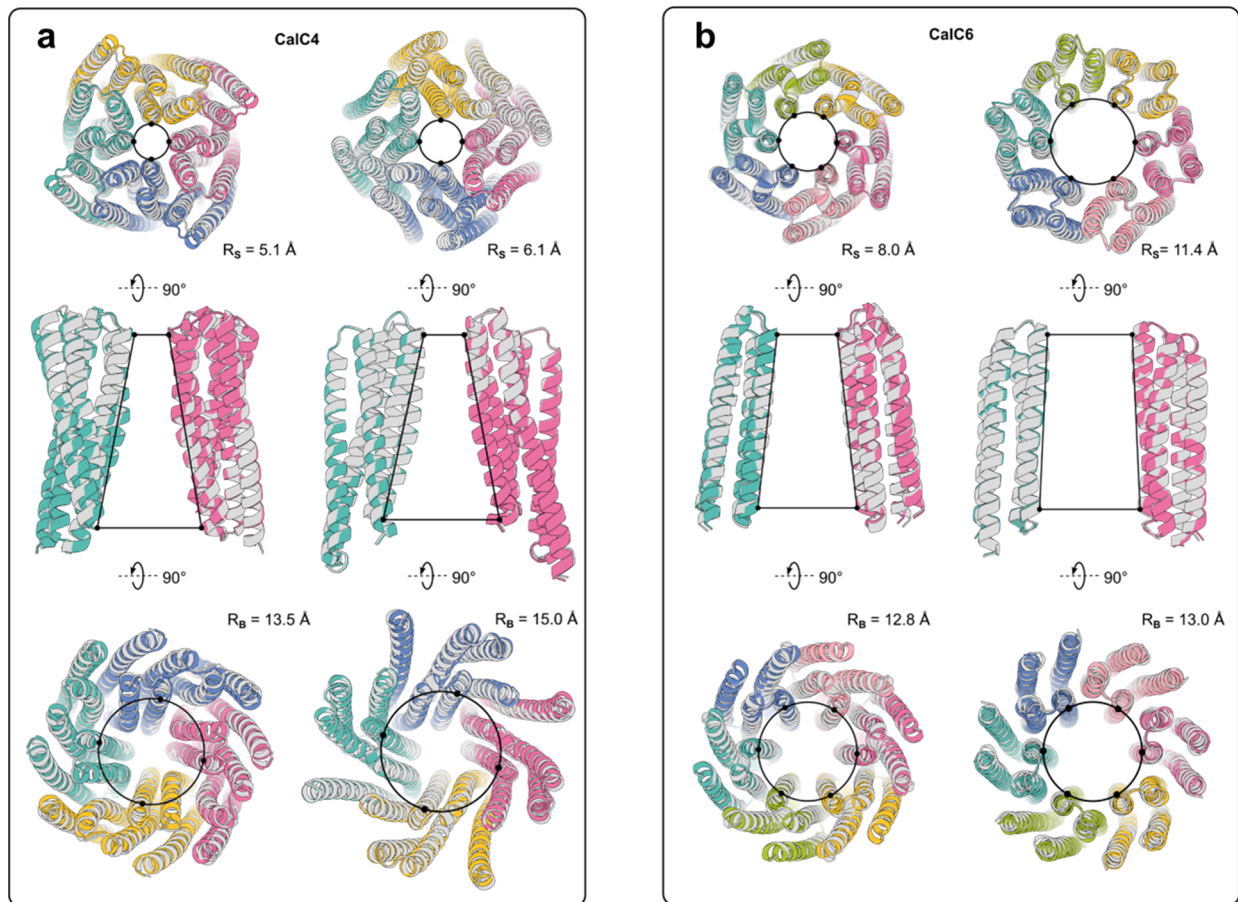 a
CalC4
R_S = 5.1 Å
R_S = 6.1 Å
90°
90°
90°
90°
R_B = 13.5 Å
R_B = 15.0 Å
b
CalC6
R_S = 8.0 Å
R_S= 11.4 Å
90°
90°
90°
90°
R_B = 12.8 Å
R_B = 13.0 Å